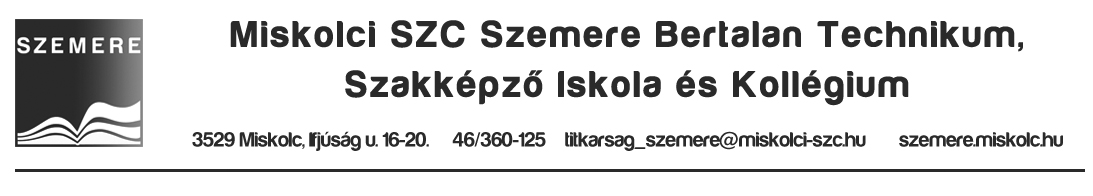 SZEMERE
Miskolci SZC Szemere Bertalan Technikum,
Szakképző Iskola és Kollégium
3529 Miskolc, Ifjúság u. 16-20. 46/360-125 titkarsag_szemere@miskolci-szc.hu szemere.miskolc.hu